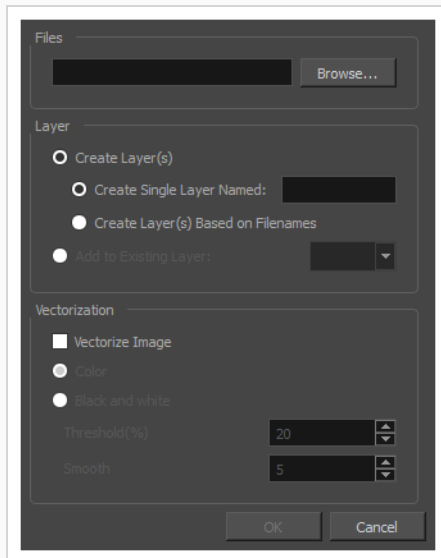 Files
Browse...
Layer
Create Layer(s)
Create Single Layer Named:
Create Layer(s) Based on Filenames
Add to Existing Layer:
Vectorization
Vectorize Image
Color
Black and white
Threshold(%) 20
Smooth 5
OK Cancel